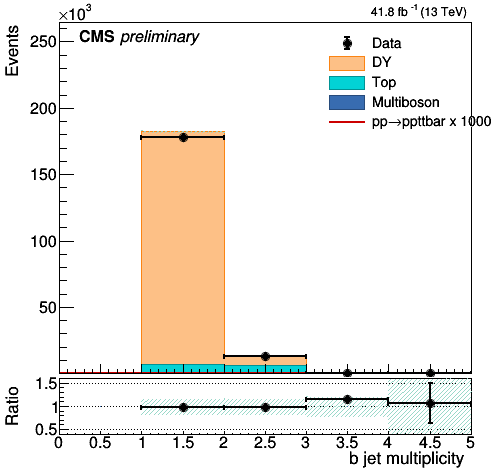 ×10³
41.8 fb⁻¹ (13 TeV)
CMS preliminary
Events
250
200
150
100
50
Data
DY
Top
Multiboson
pp→ppttbar x 1000
Ratio
1.5
1
0.5
0 0.5 1 1.5 2 2.5 3 3.5 4 4.5 5
b jet multiplicity